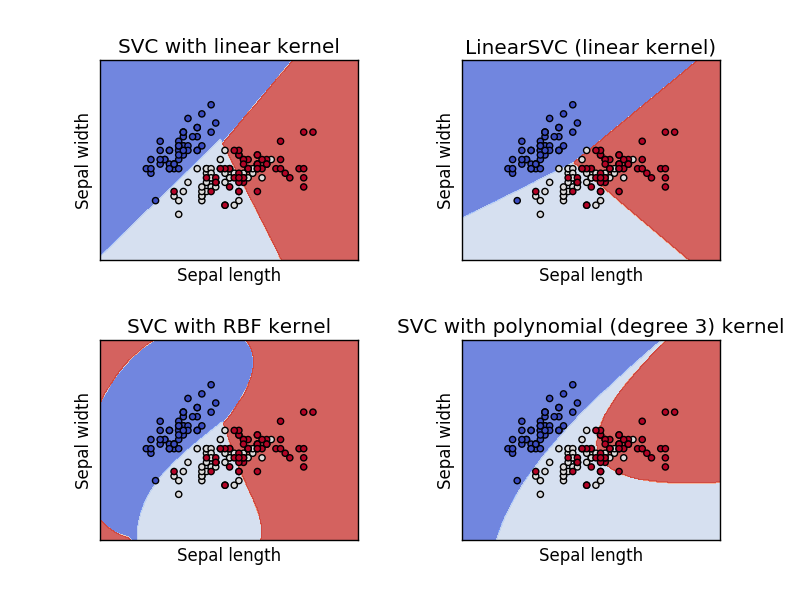 SVC with linear kernel
LinearSVC (linear kernel)
Sepal width
Sepal width
Sepal length
Sepal length
SVC with RBF kernel
SVC with polynomial (degree 3) kernel
Sepal width
Sepal width
Sepal length
Sepal length